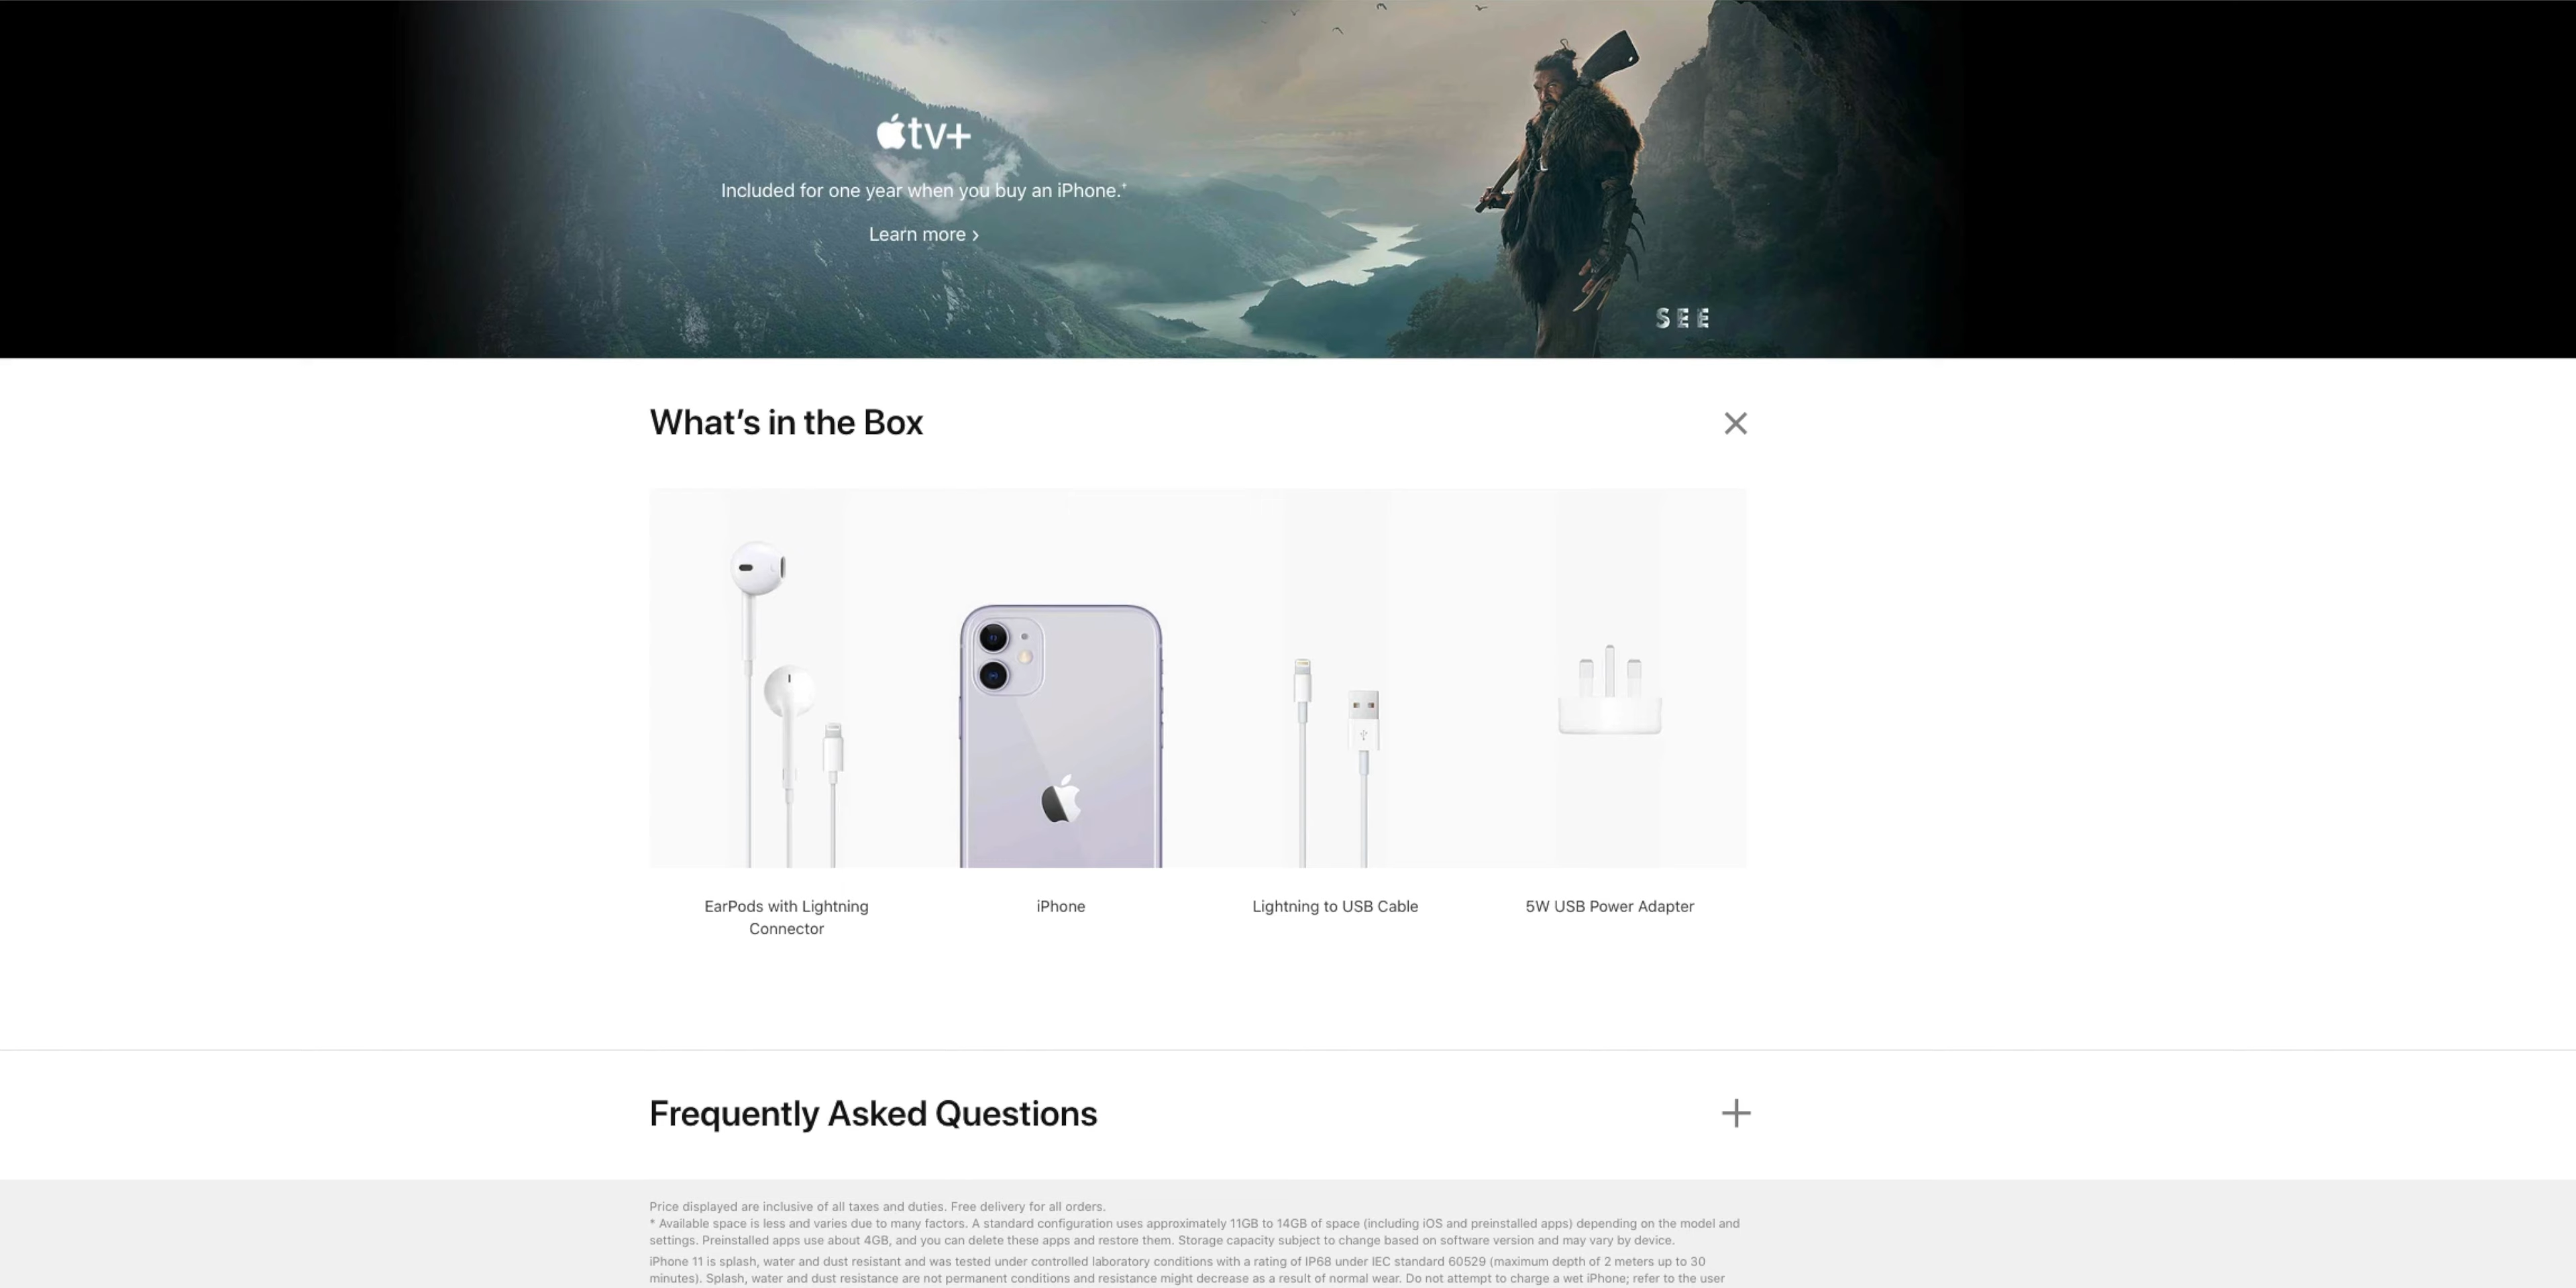 tv+
Included for one year when you buy an iPhone.†
Learn more ›
SEE
What’s in the Box
EarPods with Lightning
Connector
iPhone
Lightning to USB Cable
5W USB Power Adapter
Frequently Asked Questions
Price displayed are inclusive of all taxes and duties. Free delivery for all orders.
* Available space is less and varies due to many factors. A standard configuration uses approximately 11GB to 14GB of space (including iOS and preinstalled apps) depending on the model and
settings. Preinstalled apps use about 4GB, and you can delete these apps and restore them. Storage capacity subject to change based on software version and may vary by device.
iPhone 11 is splash, water and dust resistant and was tested under controlled laboratory conditions with a rating of IP68 under IEC standard 60529 (maximum depth of 2 meters up to 30
minutes). Splash, water and dust resistance are not permanent conditions and resistance might decrease as a result of normal wear. Do not attempt to charge a wet iPhone; refer to the user